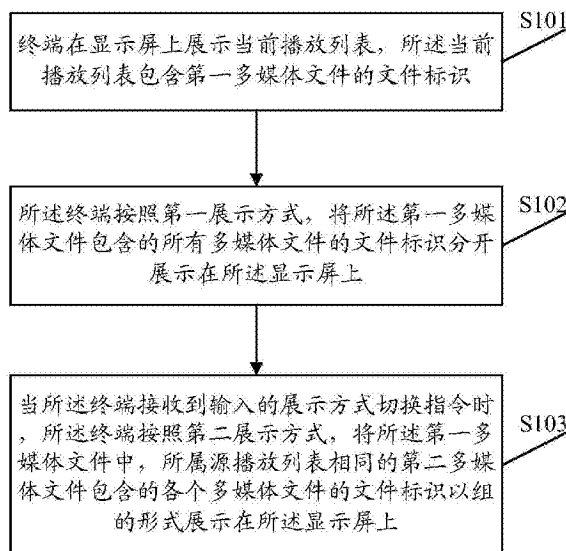 S101
终端在显示屏上展示当前播放列表，所述当前
播放列表包含第一多媒体文件的文件标识
S102
所述终端按照第一展示方式，将所述第一多媒
体文件包含的所有多媒体文件的文件标识分开
展示在所述显示屏上
S103
当所述终端接收到输入的展示方式切换指令时
，所述终端按照第二展示方式，将所述第一多
媒体文件中，所属源播放列表相同的第二多媒
体文件包含的各个多媒体文件的文件标识以组
的形式展示在所述显示屏上